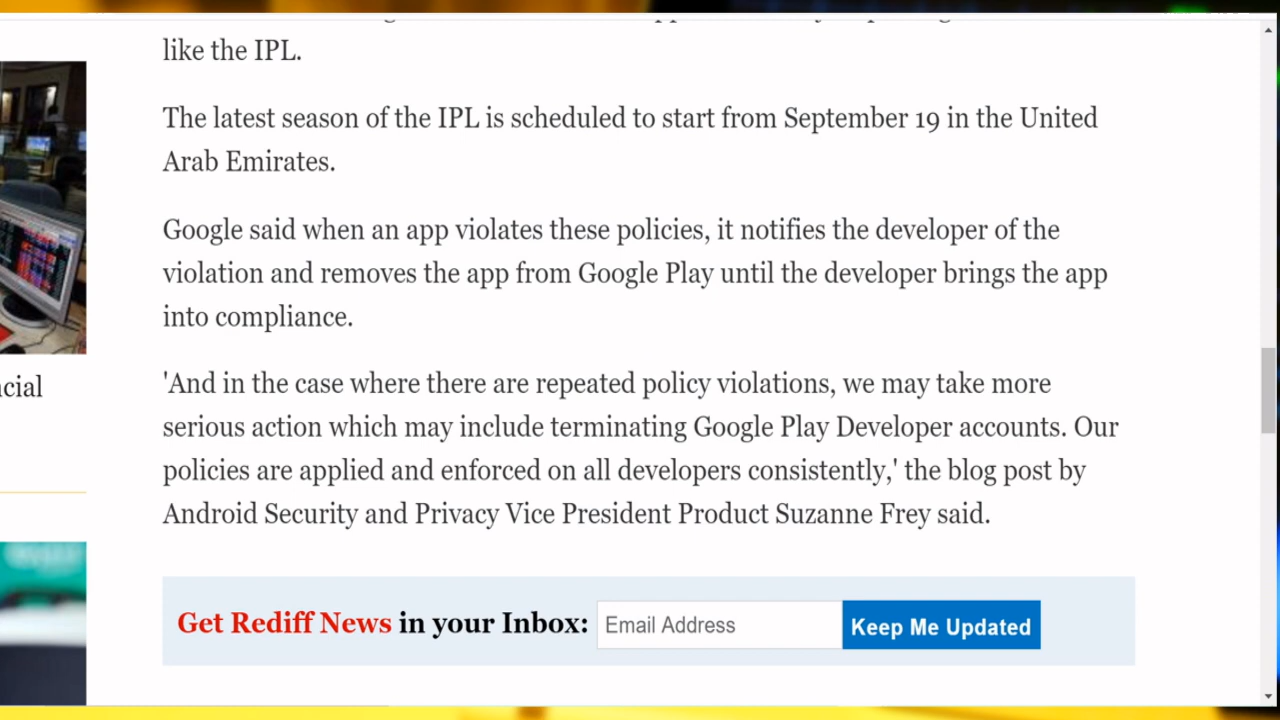 like the IPL.
The latest season of the IPL is scheduled to start from September 19 in the United
Arab Emirates.
Google said when an app violates these policies, it notifies the developer of the
violation and removes the app from Google Play until the developer brings the app
into compliance.
'And in the case where there are repeated policy violations, we may take more
serious action which may include terminating Google Play Developer accounts. Our
policies are applied and enforced on all developers consistently,' the blog post by
Android Security and Privacy Vice President Product Suzanne Frey said.
Get Rediff News in your Inbox: Email Address Keep Me Updated